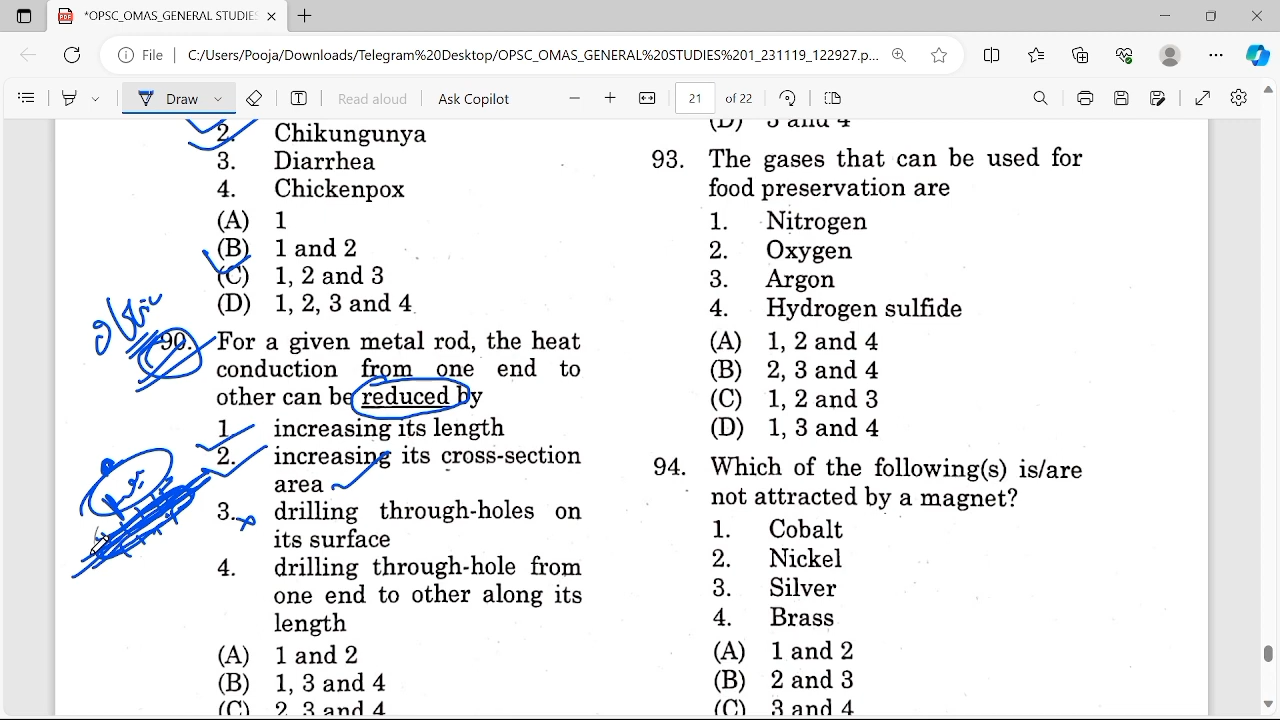 *OPSC_OMAS_GENERAL STUDIES
File
C:/Users/Pooja/Downloads/Telegram%20Desktop/OPSC_OMAS_GENERAL%20STUDIES%201_231119_122927.p...
Draw
Read aloud
Ask Copilot
21
of 22
2. Chikungunya
3. Diarrhea
4. Chickenpox
(A) 1
(B) 1 and 2
(C) 1, 2 and 3
(D) 1, 2, 3 and 4
90. For a given metal rod, the heat
conduction from one end to
other can be reduced by
1. increasing its length
2. increasing its cross-section
area
3. drilling through-holes on
its surface
4. drilling through-hole from
one end to other along its
length
(A) 1 and 2
(B) 1, 3 and 4
(C) 2, 3 and 4
(D) 3 and 4
93. The gases that can be used for
food preservation are
1. Nitrogen
2. Oxygen
3. Argon
4. Hydrogen sulfide
(A) 1, 2 and 4
(B) 2, 3 and 4
(C) 1, 2 and 3
(D) 1, 3 and 4
94. Which of the following(s) is/are
not attracted by a magnet?
1. Cobalt
2. Nickel
3. Silver
4. Brass
(A) 1 and 2
(B) 2 and 3
(C) 3 and 4